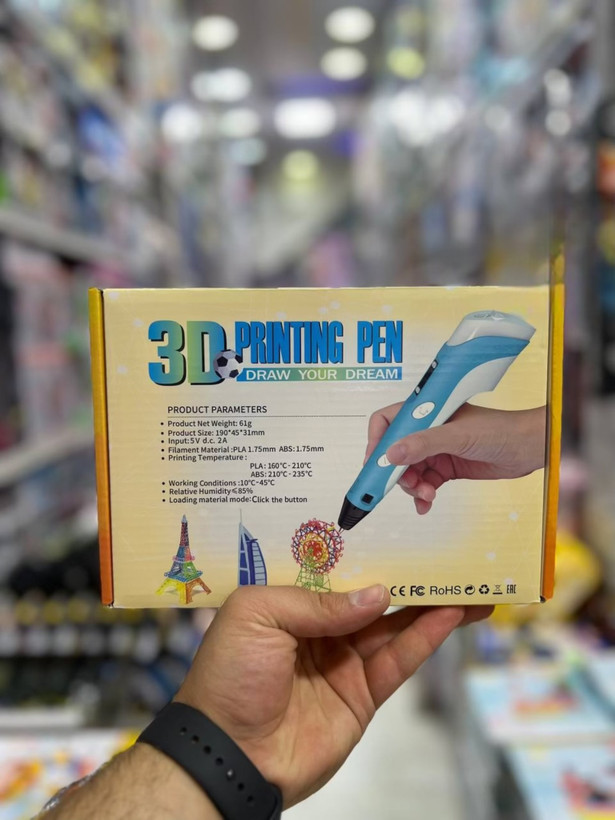 3D PRINTING PEN
DRAW YOUR DREAM
PRODUCT PARAMETERS
• Product Net Weight: 61g
• Product Size: 190*45*31mm
• Input: 5V d.c. 2A
• Filament Material :PLA 1.75mm ABS: 1.75mm
• Printing Temperature :
PLA: 160°C - 210°C
ABS: 210°C - 235°C
• Working Conditions :10°C-45°C
• Relative Humidity≤85%
• Loading material mode: Click the button
CE FC RoHS EAC